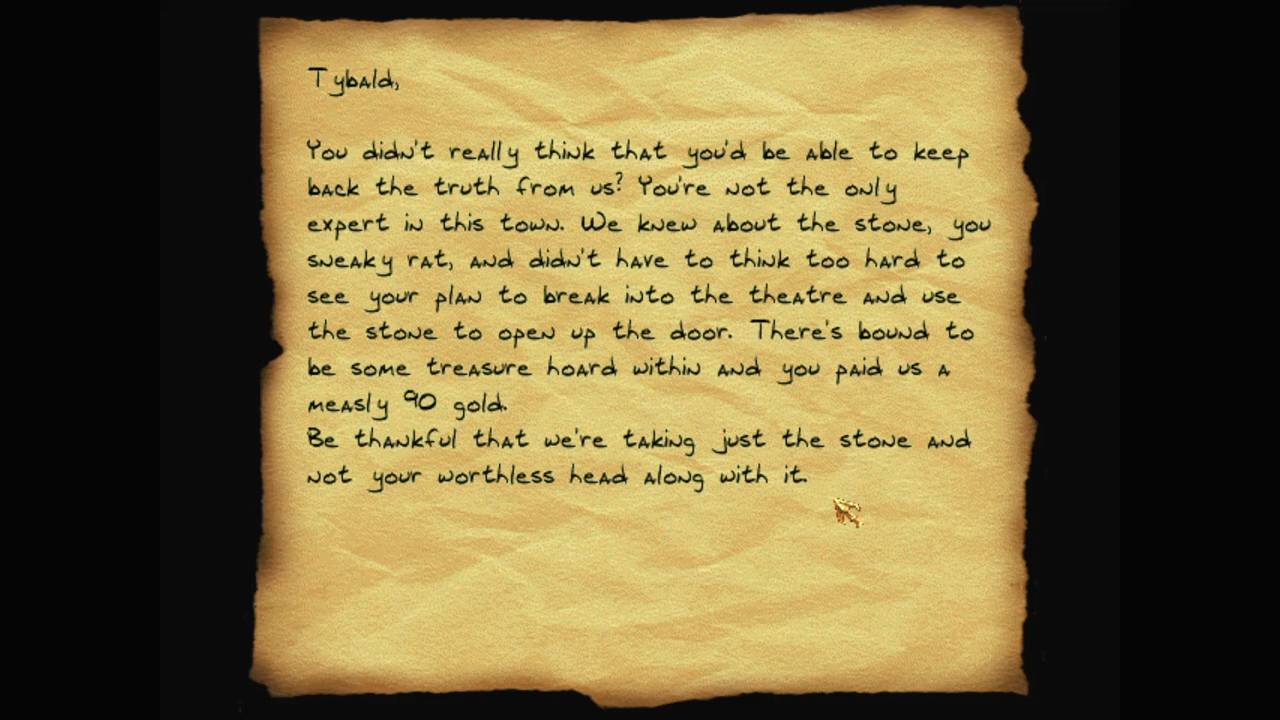 Tybald,
You didn't really think that you'd be able to keep
back the truth from us? You're not the only
expert in this town. We knew about the stone, you
sneaky rat, and didn't have to think too hard to
see your plan to break into the theatre and use
the stone to open up the door. There's bound to
be some treasure hoard within and you paid us a
measly 90 gold.
Be thankful that we're taking just the stone and
not your worthless head along with it.